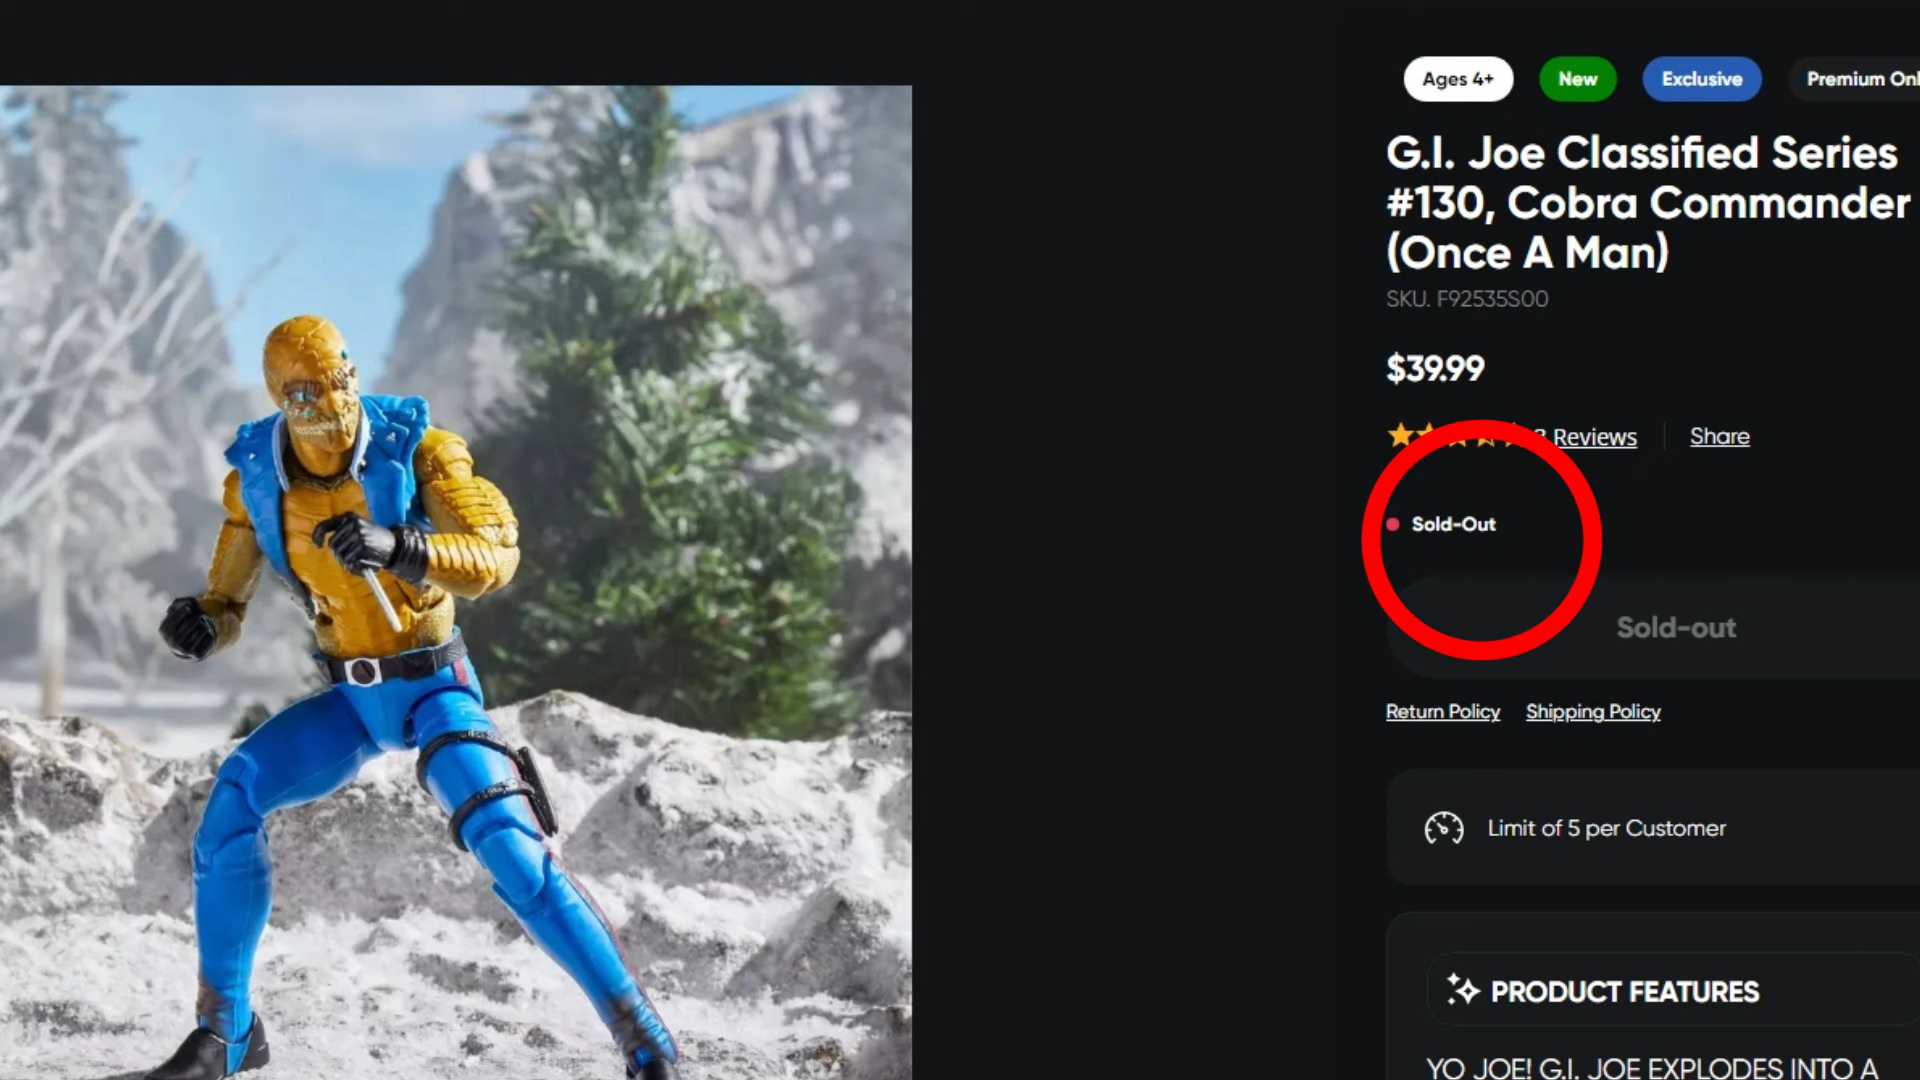 Ages 4+ New Exclusive Premium Onl
G.I. Joe Classified Series
#130, Cobra Commander
(Once A Man)
SKU. F92535S00
$39.99
Reviews Share
Sold-Out
Sold-out
Return Policy Shipping Policy
Limit of 5 per Customer
PRODUCT FEATURES
YO JOE! G.I. JOE EXPLODES INTO A